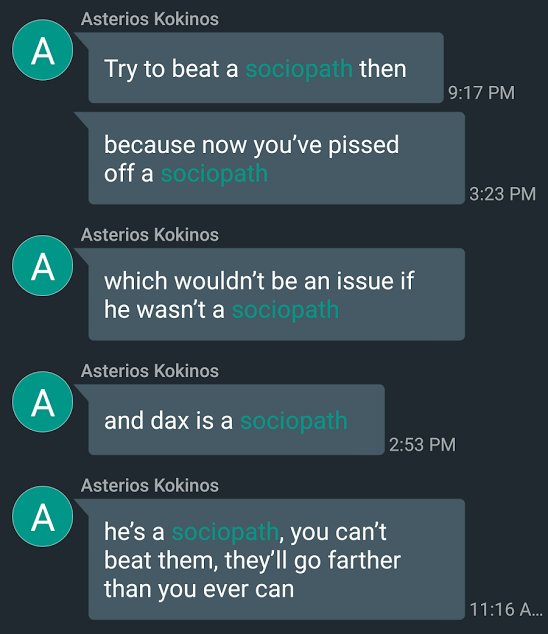 Asterios Kokinos
A
Try to beat a sociopath then
9:17 PM
because now you’ve pissed
off a sociopath
3:23 PM
Asterios Kokinos
A
which wouldn’t be an issue if
he wasn’t a sociopath
Asterios Kokinos
A
and dax is a sociopath
2:53 PM
Asterios Kokinos
A
he’s a sociopath, you can’t
beat them, they’ll go farther
than you ever can
11:16 A...